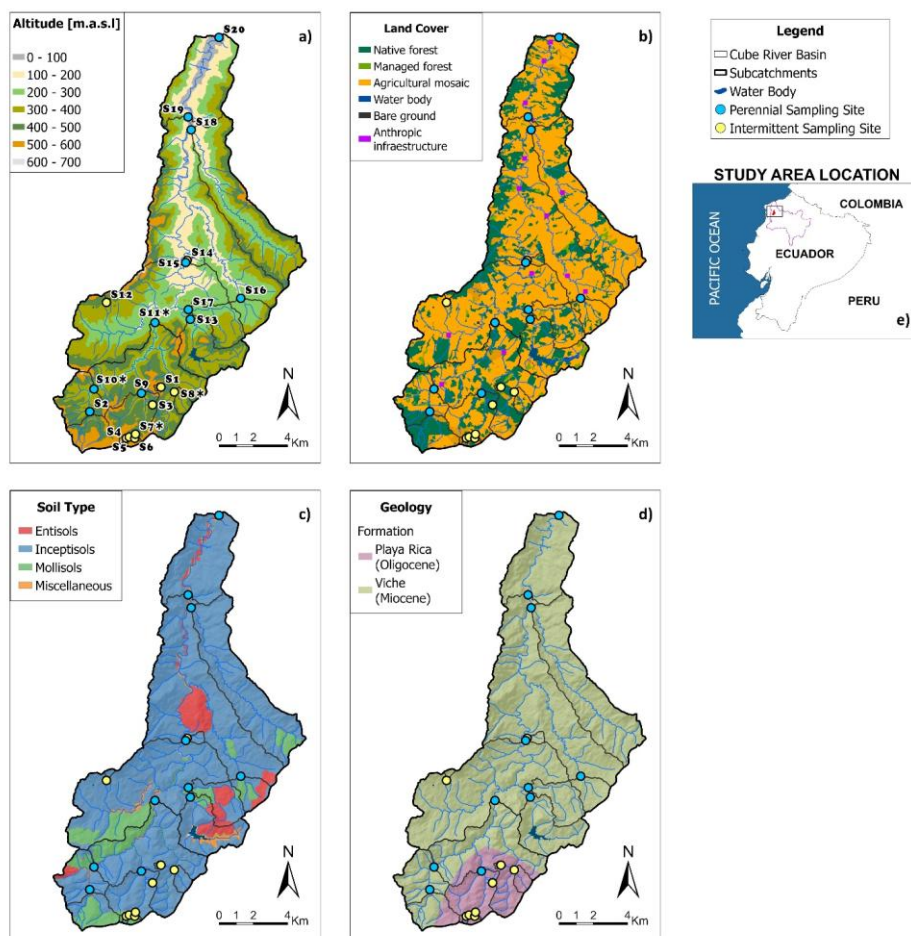 Altitude [m.a.s.l]
0 - 100
100 - 200
200 - 300
300 - 400
400 - 500
500 - 600
600 - 700
a)
S20
S19
S18
S14
S15
S12
S16
S17
S11*
S13
S10*
S9
S1
S8*
S2
S3
S4
S7*
S5
S6
N
0 1 2 4
Km
b)
Land Cover
Native forest
Managed forest
Agricultural mosaic
Water body
Bare ground
Anthropic
infraestructure
N
0 1 2 4
Km
Legend
Cube River Basin
Subcatchments
Water Body
Perennial Sampling Site
Intermittent Sampling Site
STUDY AREA LOCATION
COLOMBIA
PACIFIC OCEAN
ECUADOR
PERU
e)
Soil Type
Entisols
Inceptisols
Mollisols
Miscellaneous
c)
N
0 1 2 4
Km
Geology
Formation
Playa Rica
(Oligocene)
Viche
(Miocene)
d)
N
0 1 2 4
Km